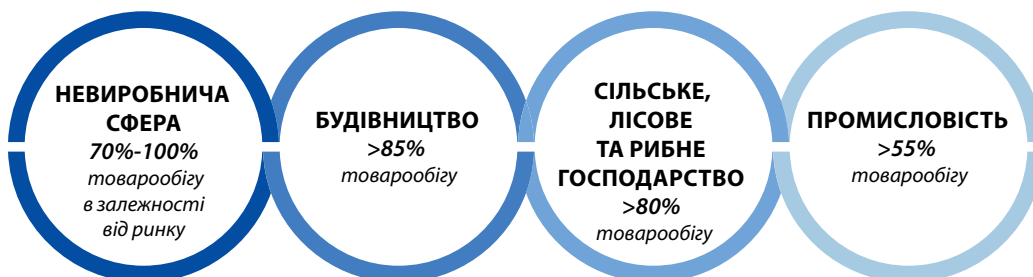 НЕВИРОБНИЧА
СФЕРА
70%-100%
товарообігу
в залежності
від ринку
БУДІВНИЦТВО
>85%
товарообігу
СІЛЬСЬКЕ,
ЛІСОВЕ
ТА РИБНЕ
ГОСПОДАРСТВО
>80%
товарообігу
ПРОМИСЛОВІСТЬ
>55%
товарообігу